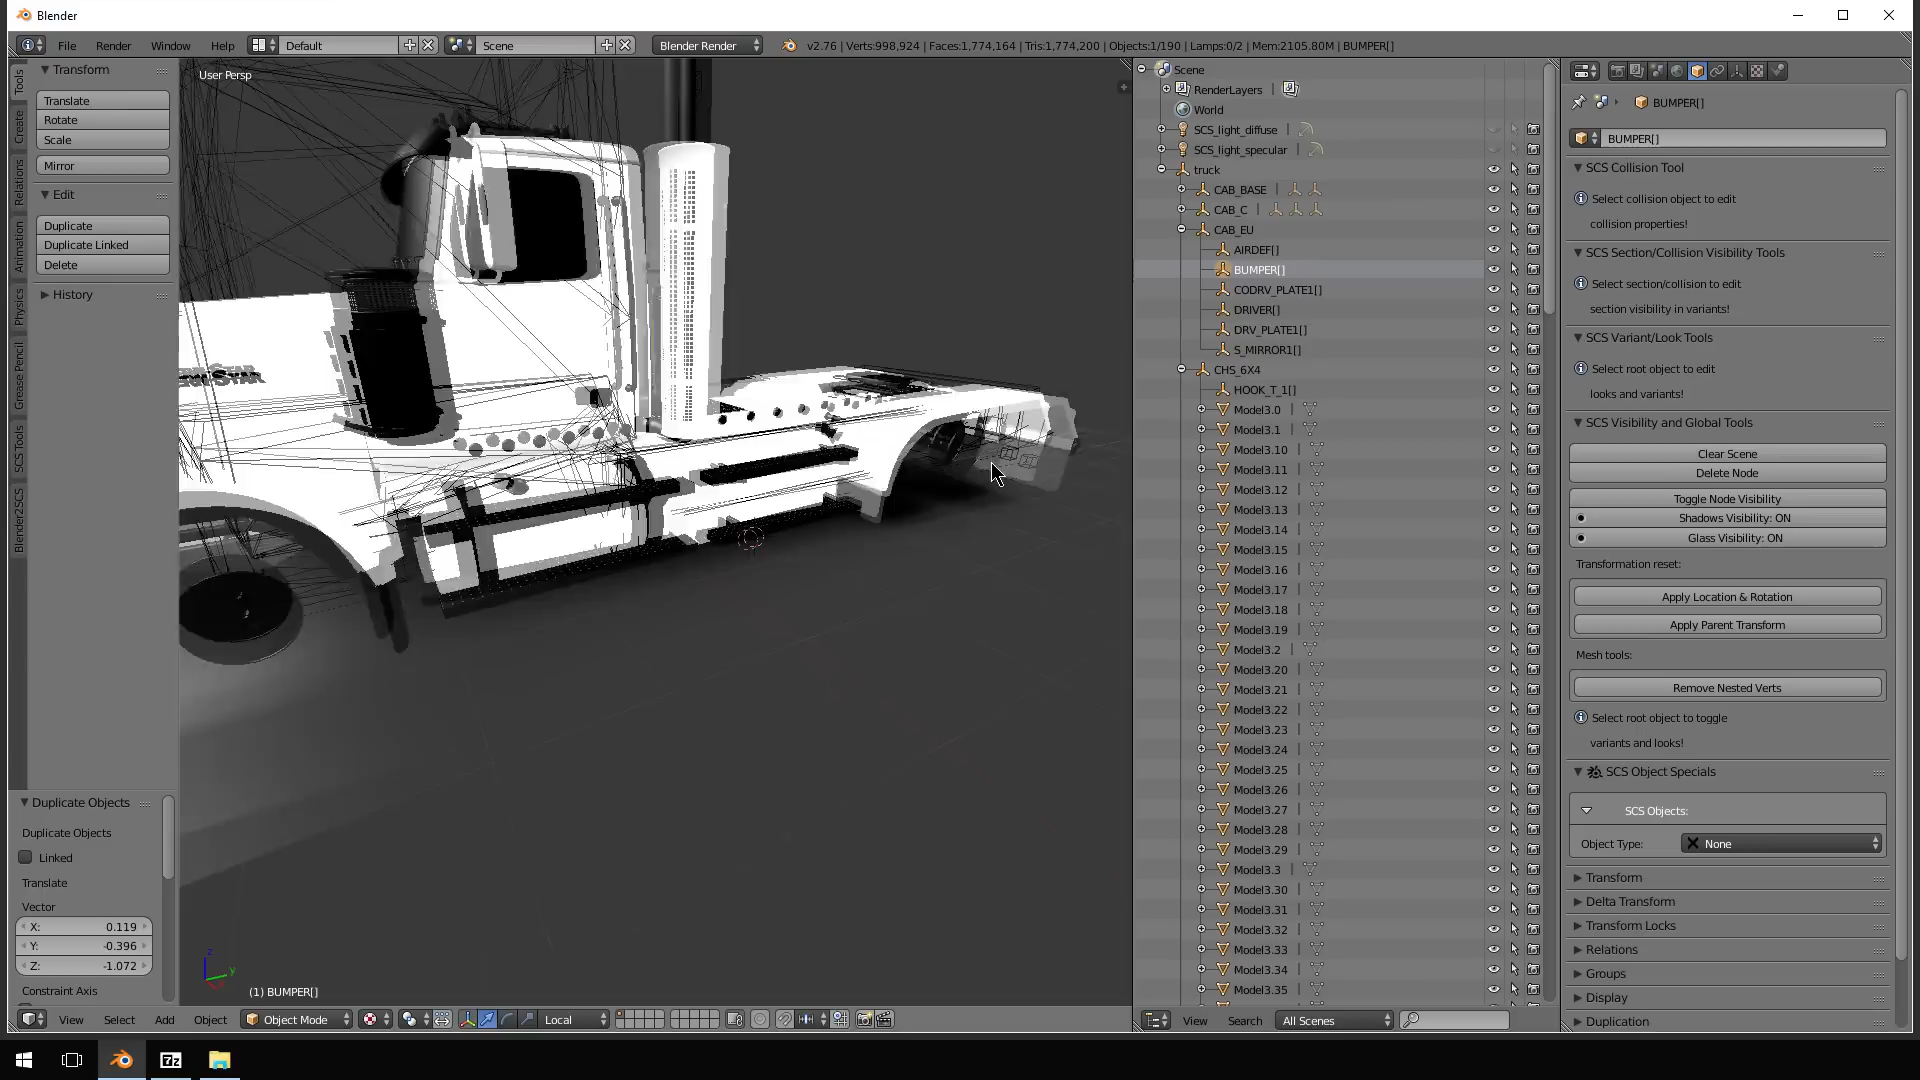 Blender
File
Render
Window
Help
Default
Scene
Blender Render
v2.76 | Verts:998,924 | Faces:1,774,164 | Tris:1,774,200 | Objects:1/190 | Lamps:0/2 | Mem:2105.80M | BUMPER[]
Tools
Create
Relations
Animation
Physics
Grease Pencil
SCS Tools
Blender2SCS
Transform
Translate
Rotate
Scale
Mirror
Edit
Duplicate
Duplicate Linked
Delete
History
Duplicate Objects
Duplicate Objects
Linked
Translate
Vector
X: 0.119
Y: -0.396
Z: -1.072
Constraint Axis
User Persp
z
y
(1) BUMPER[]
View
Select
Add
Object
Object Mode
Local
Scene
RenderLayers
World
SCS_light_diffuse
SCS_light_specular
truck
CAB_BASE
CAB_C
CAB_EU
AIRDEF[]
BUMPER[]
CODRV_PLATE1[]
DRIVER[]
DRV_PLATE1[]
S_MIRROR1[]
CHS_6X4
HOOK_T_1[]
Model3.0
Model3.1
Model3.10
Model3.11
Model3.12
Model3.13
Model3.14
Model3.15
Model3.16
Model3.17
Model3.18
Model3.19
Model3.2
Model3.20
Model3.21
Model3.22
Model3.23
Model3.24
Model3.25
Model3.26
Model3.27
Model3.28
Model3.29
Model3.3
Model3.30
Model3.31
Model3.32
Model3.33
Model3.34
Model3.35
View
Search
All Scenes
BUMPER[]
BUMPER[]
SCS Collision Tool
Select collision object to edit
collision properties!
SCS Section/Collision Visibility Tools
Select section/collision to edit
section visibility in variants!
SCS Variant/Look Tools
Select root object to edit
looks and variants!
SCS Visibility and Global Tools
Clear Scene
Delete Node
Toggle Node Visibility
Shadows Visibility: ON
Glass Visibility: ON
Transformation reset:
Apply Location & Rotation
Apply Parent Transform
Mesh tools:
Remove Nested Verts
Select root object to toggle
variants and looks!
SCS Object Specials
SCS Objects:
Object Type:
None
Transform
Delta Transform
Transform Locks
Relations
Groups
Display
Duplication
7z